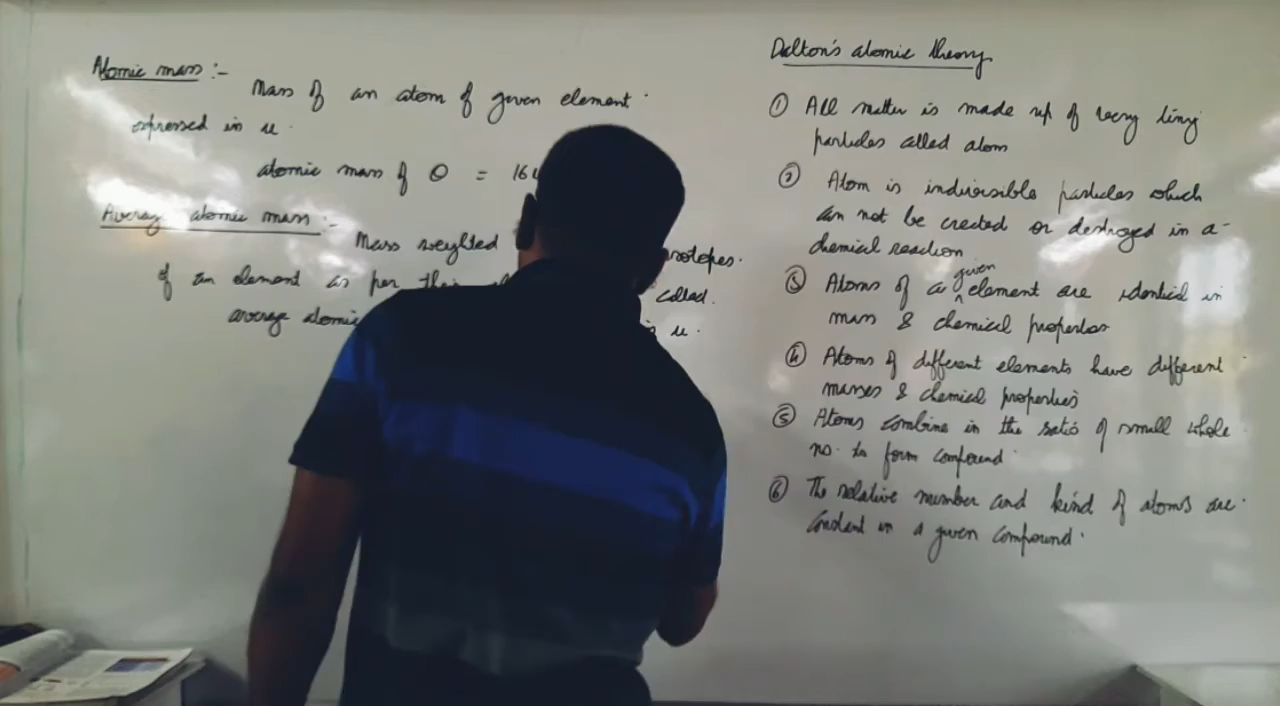 Atomic mass :-
Mass of an atom of given element
expressed in u.
atomic mass of O = 16
Average atomic mass :-
Mass weighted
of an element as per their called.
average atomic u.
Dalton's atomic theory
① All matter is made up of very tiny
particles called atom
② Atom is indivisible particles which
can not be created or destroyed in a
chemical reaction
③ Atoms of a given element are identical in
mass & chemical properties
④ Atoms of different elements have different
masses & chemical properties
⑤ Atoms combine in the ratio of small whole
no. to form compound
⑥ The relative number and kind of atoms are
constant in a given compound.